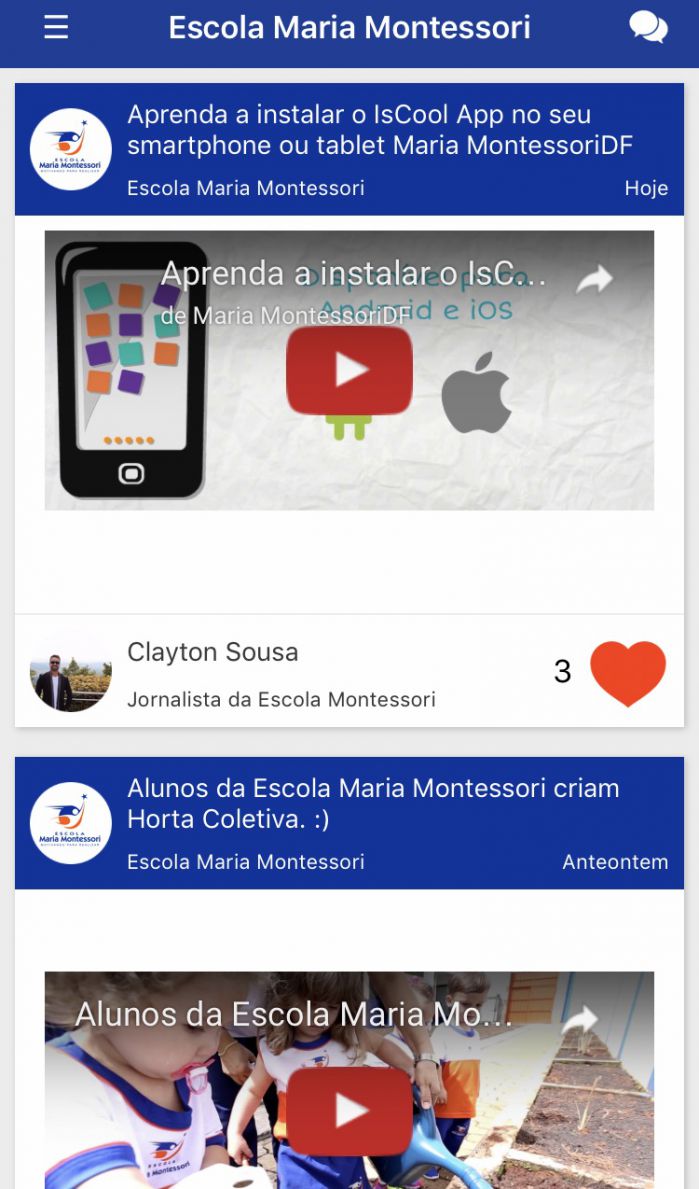 Escola Maria Montessori
Aprenda a instalar o IsCool App no seu
smartphone ou tablet Maria MontessoriDF
ESCOLA
Maria Montessori
Escola Maria Montessori
Hoje
Aprenda a instalar o IsC...
Disponível para
de Maria MontessoriDF
Android e iOS
Clayton Sousa
3
Jornalista da Escola Montessori
Alunos da Escola Maria Montessori criam
Horta Coletiva. :)
ESCOLA
Maria Montessori
Escola Maria Montessori
Anteontem
Alunos da Escola Maria Mo...
ESCOLA
Maria Montessori